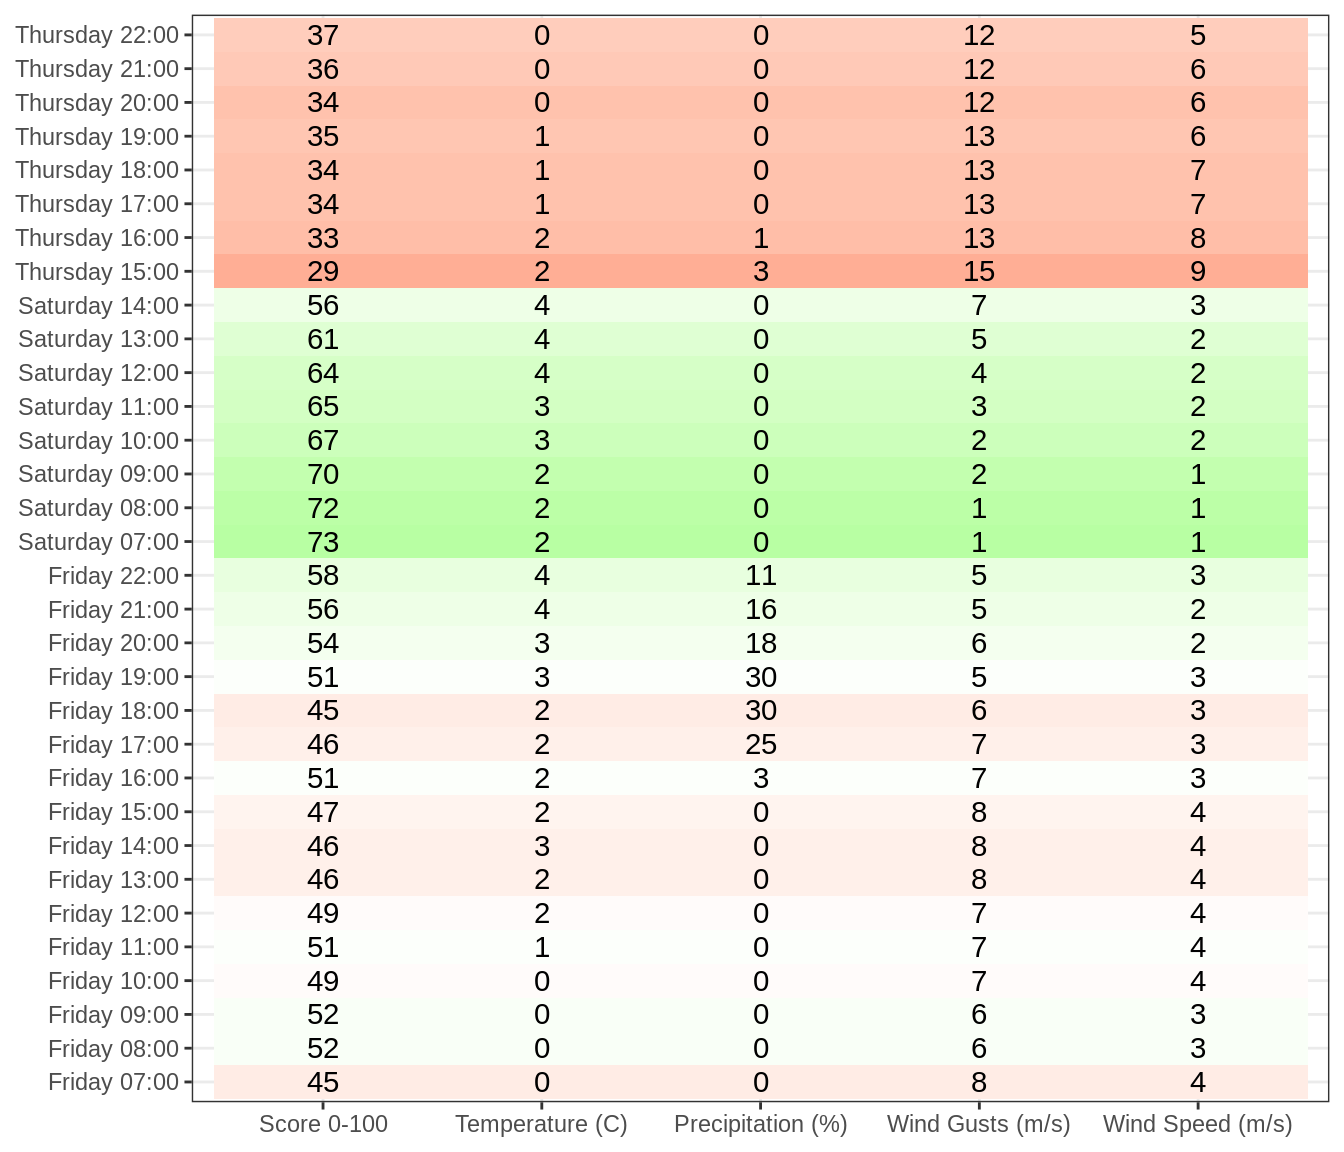 Thursday 22:00 37 0 0 12 5
Thursday 21:00 36 0 0 12 6
Thursday 20:00 34 0 0 12 6
Thursday 19:00 35 1 0 13 6
Thursday 18:00 34 1 0 13 7
Thursday 17:00 34 1 0 13 7
Thursday 16:00 33 2 1 13 8
Thursday 15:00 29 2 3 15 9
Saturday 14:00 56 4 0 7 3
Saturday 13:00 61 4 0 5 2
Saturday 12:00 64 4 0 4 2
Saturday 11:00 65 3 0 3 2
Saturday 10:00 67 3 0 2 2
Saturday 09:00 70 2 0 2 1
Saturday 08:00 72 2 0 1 1
Saturday 07:00 73 2 0 1 1
Friday 22:00 58 4 11 5 3
Friday 21:00 56 4 16 5 2
Friday 20:00 54 3 18 6 2
Friday 19:00 51 3 30 5 3
Friday 18:00 45 2 30 6 3
Friday 17:00 46 2 25 7 3
Friday 16:00 51 2 3 7 3
Friday 15:00 47 2 0 8 4
Friday 14:00 46 3 0 8 4
Friday 13:00 46 2 0 8 4
Friday 12:00 49 2 0 7 4
Friday 11:00 51 1 0 7 4
Friday 10:00 49 0 0 7 4
Friday 09:00 52 0 0 6 3
Friday 08:00 52 0 0 6 3
Friday 07:00 45 0 0 8 4
Score 0-100 Temperature (C) Precipitation (%) Wind Gusts (m/s) Wind Speed (m/s)